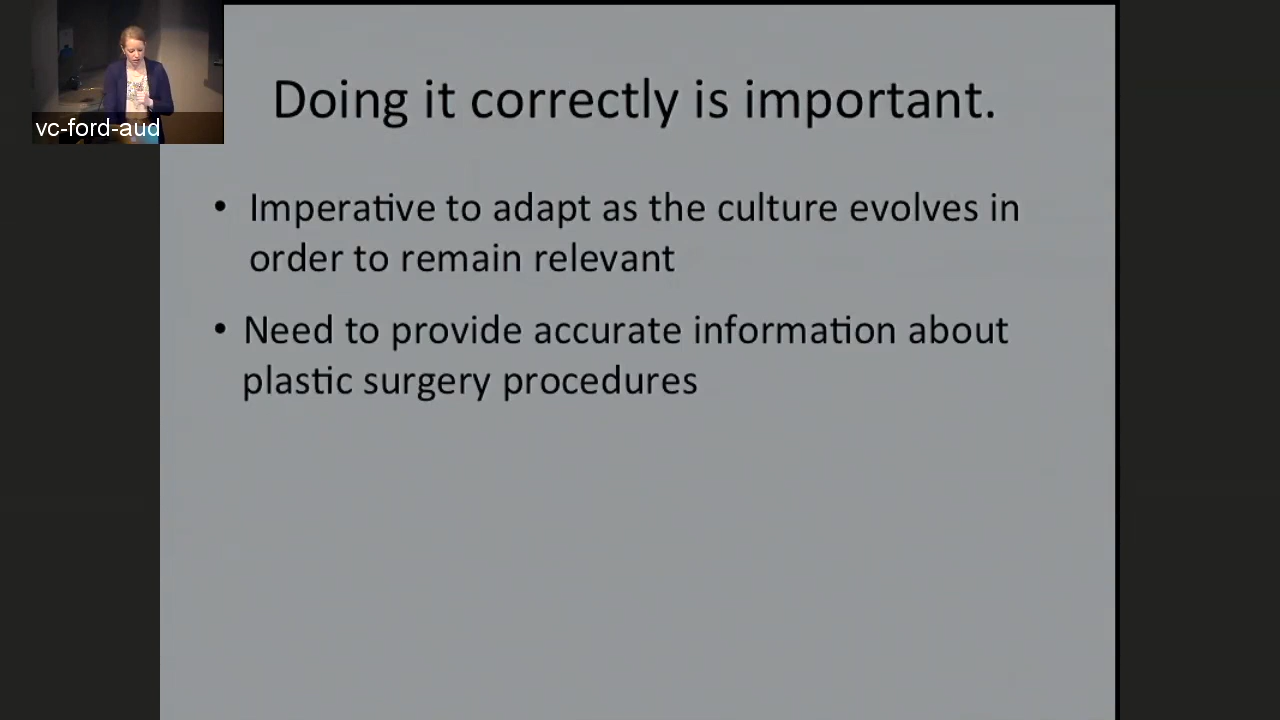 vc-ford-aud
Doing it correctly is important.
• Imperative to adapt as the culture evolves in
order to remain relevant
• Need to provide accurate information about
plastic surgery procedures